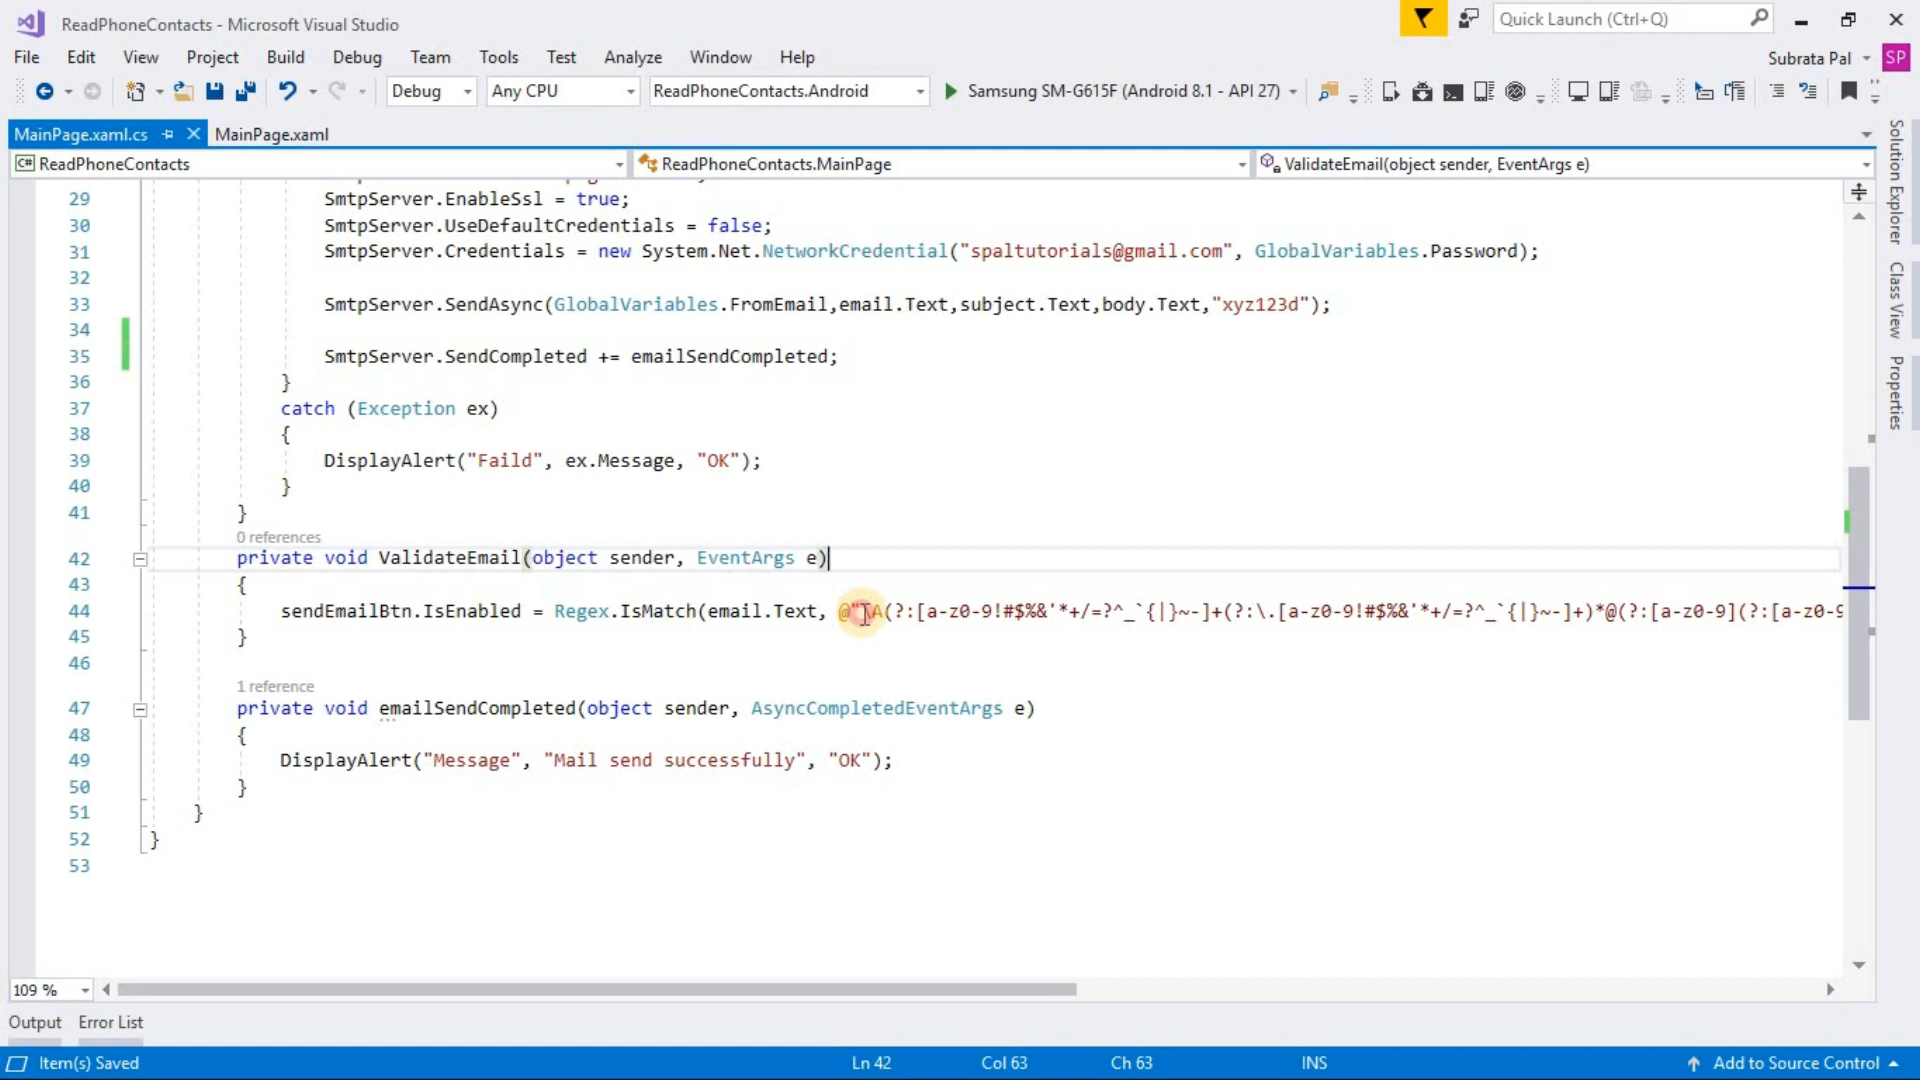 ReadPhoneContacts - Microsoft Visual Studio
Quick Launch (Ctrl+Q)
File Edit View Project Build Debug Team Tools Test Analyze Window Help
Subrata Pal SP
Debug Any CPU ReadPhoneContacts.Android Samsung SM-G615F (Android 8.1 - API 27)
MainPage.xaml.cs MainPage.xaml
C# ReadPhoneContacts ReadPhoneContacts.MainPage ValidateEmail(object sender, EventArgs e)
29 SmtpServer.EnableSsl = true;
30 SmtpServer.UseDefaultCredentials = false;
31 SmtpServer.Credentials = new System.Net.NetworkCredential("spaltutorials@gmail.com", GlobalVariables.Password);
32
33 SmtpServer.SendAsync(GlobalVariables.FromEmail,email.Text,subject.Text,body.Text,"xyz123d");
34
35 SmtpServer.SendCompleted += emailSendCompleted;
36 }
37 catch (Exception ex)
38 {
39 DisplayAlert("Faild", ex.Message, "OK");
40 }
41 }
0 references
42 private void ValidateEmail(object sender, EventArgs e)
43 {
44 sendEmailBtn.IsEnabled = Regex.IsMatch(email.Text, @"\A(?:[a-z0-9!#$%&'*+/=?^_`{|}~-]+(?:\.[a-z0-9!#$%&'*+/=?^_`{|}~-]+)*@(?:[a-z0-9](?:[a-z0-9
45 }
46
1 reference
47 private void emailSendCompleted(object sender, AsyncCompletedEventArgs e)
48 {
49 DisplayAlert("Message", "Mail send successfully", "OK");
50 }
51 }
52 }
53
109 %
Output Error List
Item(s) Saved Ln 42 Col 63 Ch 63 INS Add to Source Control
Solution Explorer
Class View
Properties